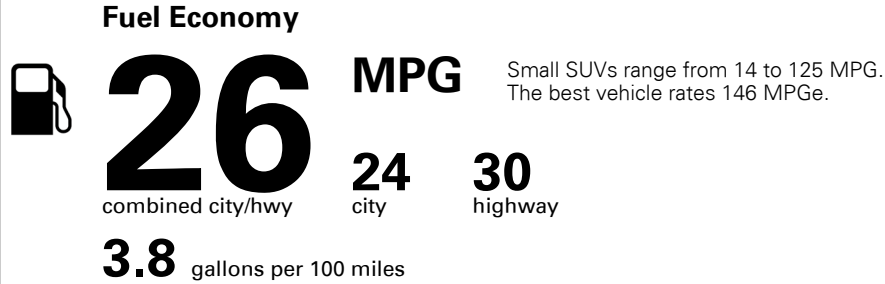 Fuel Economy
26 MPG
Small SUVs range from 14 to 125 MPG.
The best vehicle rates 146 MPGe.
combined city/hwy
24 city
30 highway
3.8 gallons per 100 miles